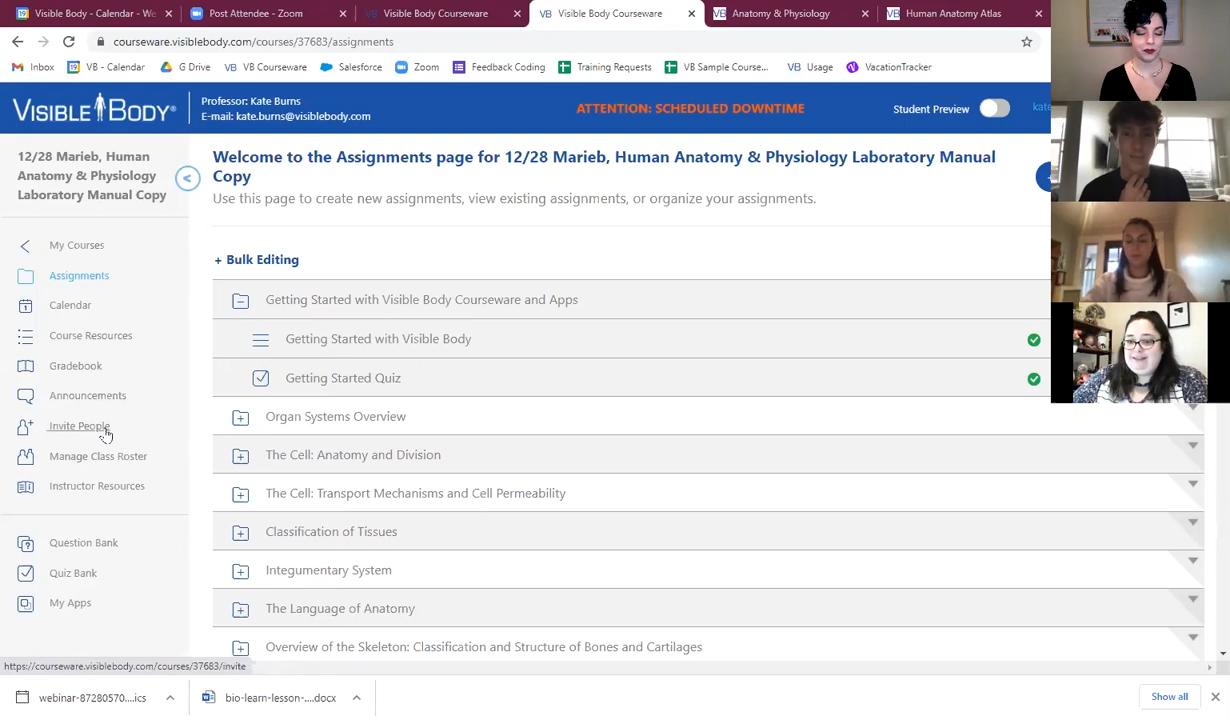 Visible Body - Calendar - We
Post Attendee - Zoom
Visible Body Courseware
Visible Body Courseware
Anatomy & Physiology
Human Anatomy Atlas
courseware.visiblebody.com/courses/37683/assignments
Inbox
VB - Calendar
G Drive
VB Courseware
Salesforce
Zoom
Feedback Coding
Training Requests
VB Sample Course...
Usage
VacationTracker
VISIBLE BODY®
Professor: Kate Burns
E-mail: kate.burns@visiblebody.com
ATTENTION: SCHEDULED DOWNTIME
Student Preview
kate
12/28 Marieb, Human
Anatomy & Physiology
Laboratory Manual Copy
My Courses
Assignments
Calendar
Course Resources
Gradebook
Announcements
Invite People
Manage Class Roster
Instructor Resources
Question Bank
Quiz Bank
My Apps
Welcome to the Assignments page for 12/28 Marieb, Human Anatomy & Physiology Laboratory Manual
Copy
Use this page to create new assignments, view existing assignments, or organize your assignments.
+ Bulk Editing
Getting Started with Visible Body Courseware and Apps
Getting Started with Visible Body
Getting Started Quiz
Organ Systems Overview
The Cell: Anatomy and Division
The Cell: Transport Mechanisms and Cell Permeability
Classification of Tissues
Integumentary System
The Language of Anatomy
Overview of the Skeleton: Classification and Structure of Bones and Cartilages
https://courseware.visiblebody.com/courses/37683/invite
webinar-87280570....ics
bio-learn-lesson-....docx
Show all